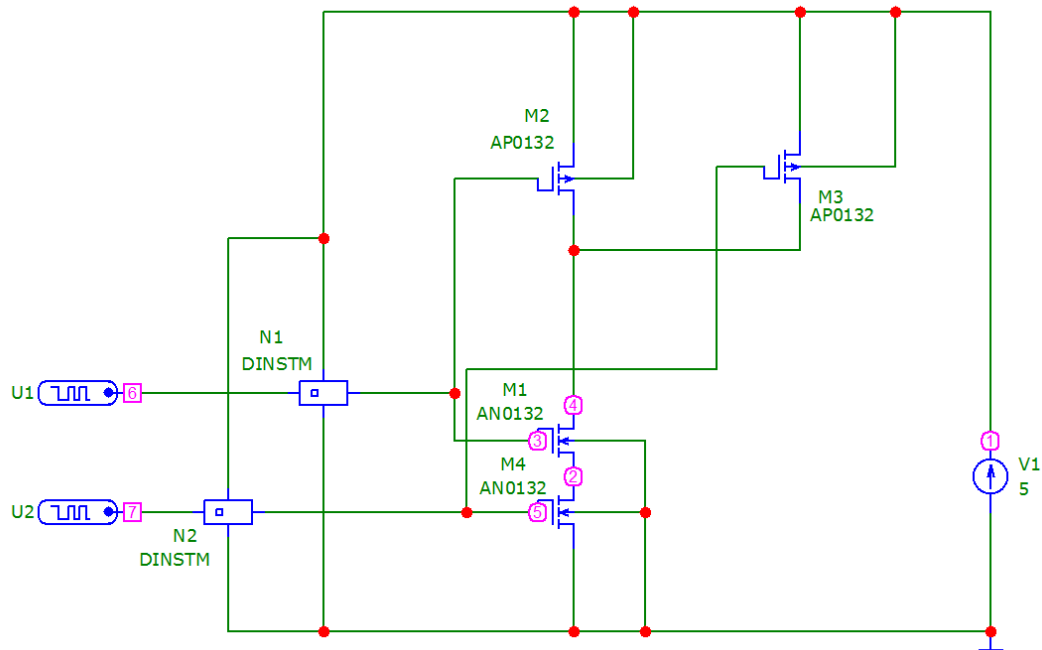 M2
AP0132
M3
AP0132
N1
DINSTM
U1
6
M1
AN0132
4
3
1
M4
AN0132
2
V1
5
U2
7
5
N2
DINSTM